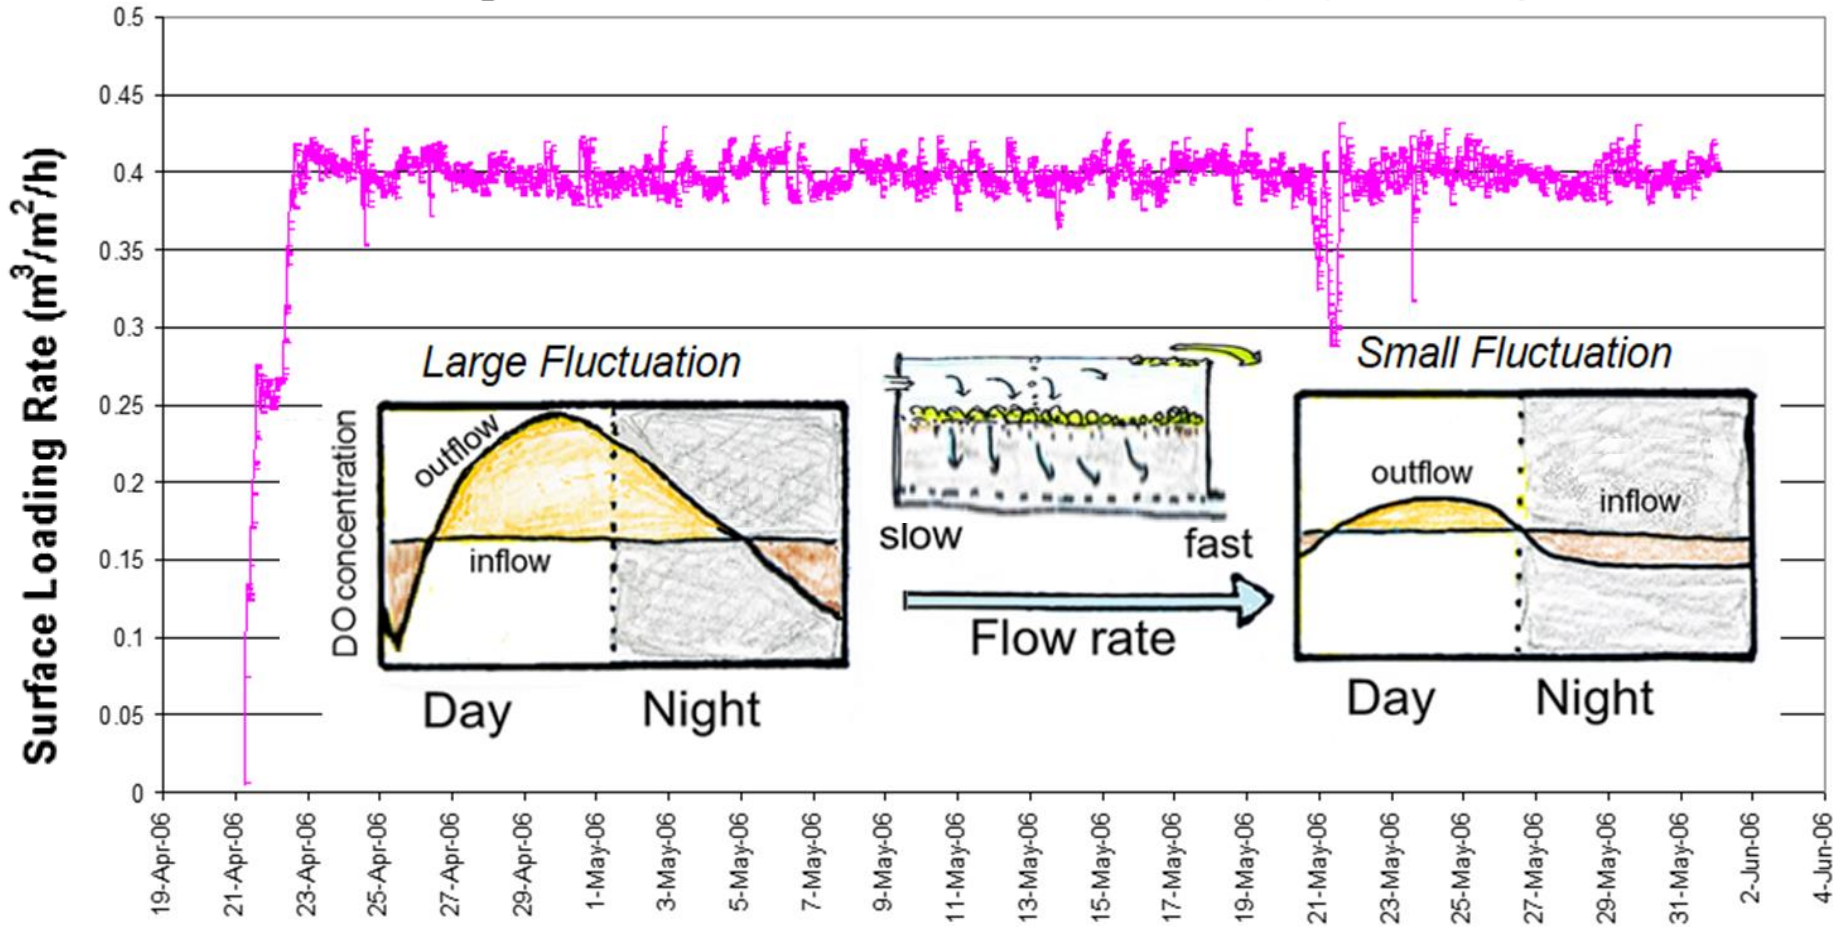 0.5
0.45
0.4
0.35
0.3
0.25
0.2
0.15
0.1
0.05
0
Surface Loading Rate (m³/m²/h)
Large Fluctuation
Small Fluctuation
DO concentration
outflow
inflow
Day
Night
slow
fast
Flow rate
outflow
inflow
Day
Night
19-Apr-06
21-Apr-06
23-Apr-06
25-Apr-06
27-Apr-06
29-Apr-06
1-May-06
3-May-06
5-May-06
7-May-06
9-May-06
11-May-06
13-May-06
15-May-06
17-May-06
19-May-06
21-May-06
23-May-06
25-May-06
27-May-06
29-May-06
31-May-06
2-Jun-06
4-Jun-06